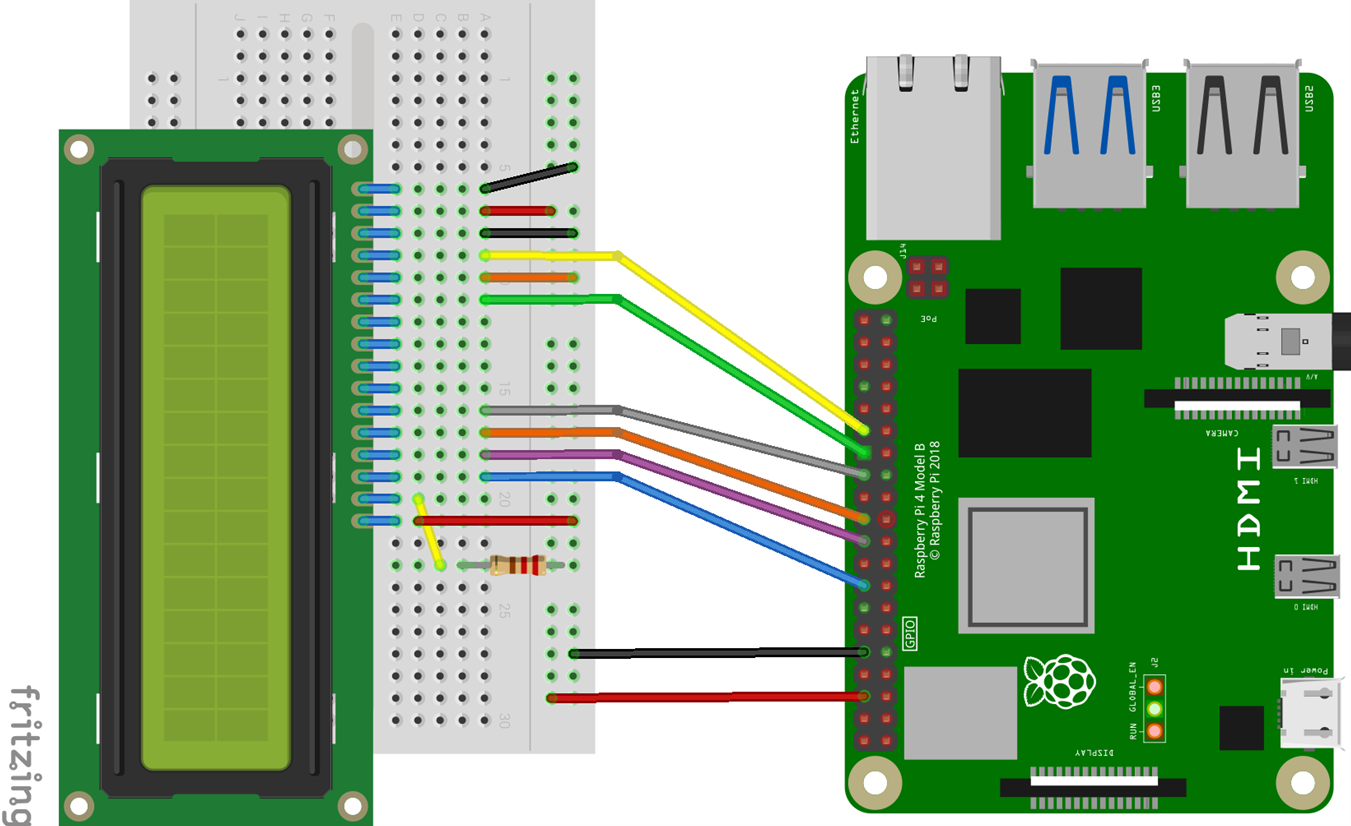 J I H G F E D C B A
1 1
5
15
20
25
30
Ethernet
USB3
USB2
J14
PoE
A/V
CAMERA
HDMI 1
HDMI
Raspberry Pi 4 Model B
© Raspberry Pi 2018
HDMI 0
GPIO
Power in
J2
GLOBAL_EN
RUN
DISPLAY
fritzing